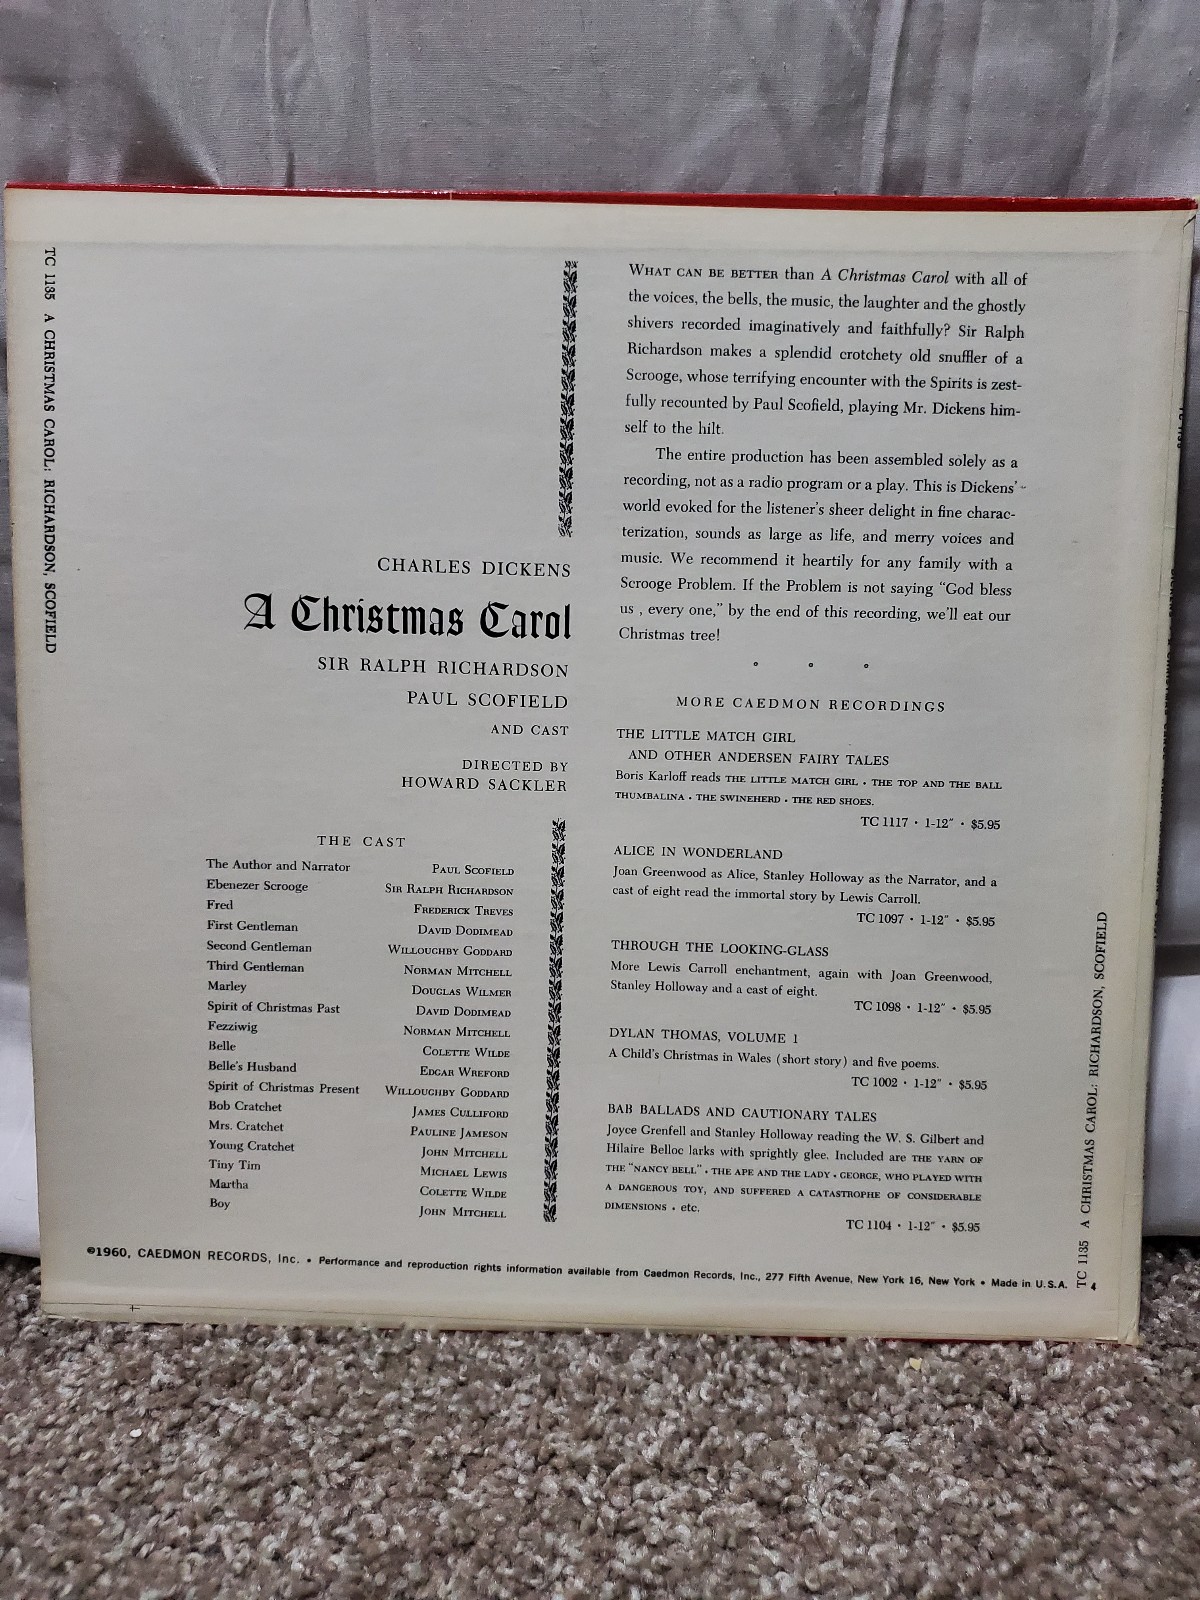 TC 1135 A CHRISTMAS CAROL: RICHARDSON, SCOFIELD
CHARLES DICKENS
A Christmas Carol
SIR RALPH RICHARDSON
PAUL SCOFIELD
AND CAST
DIRECTED BY
HOWARD SACKLER
THE CAST
The Author and Narrator PAUL SCOFIELD
Ebenezer Scrooge SIR RALPH RICHARDSON
Fred FREDERICK TREVES
First Gentleman DAVID DODIMEAD
Second Gentleman WILLOUGHBY GODDARD
Third Gentleman NORMAN MITCHELL
Marley DOUGLAS WILMER
Spirit of Christmas Past DAVID DODIMEAD
Fezziwig NORMAN MITCHELL
Belle COLETTE WILDE
Belle's Husband EDGAR WREFORD
Spirit of Christmas Present WILLOUGHBY GODDARD
Bob Cratchet JAMES CULLIFORD
Mrs. Cratchet PAULINE JAMESON
Young Cratchet JOHN MITCHELL
Tiny Tim MICHAEL LEWIS
Martha COLETTE WILDE
Boy JOHN MITCHELL
WHAT CAN BE BETTER than A Christmas Carol with all of
the voices, the bells, the music, the laughter and the ghostly
shivers recorded imaginatively and faithfully? Sir Ralph
Richardson makes a splendid crotchety old snuffler of a
Scrooge, whose terrifying encounter with the Spirits is zest-
fully recounted by Paul Scofield, playing Mr. Dickens him-
self to the hilt.
The entire production has been assembled solely as a
recording, not as a radio program or a play. This is Dickens'
world evoked for the listener's sheer delight in fine charac-
terization, sounds as large as life, and merry voices and
music. We recommend it heartily for any family with a
Scrooge Problem. If the Problem is not saying "God bless
us , every one," by the end of this recording, we'll eat our
Christmas tree!
MORE CAEDMON RECORDINGS
THE LITTLE MATCH GIRL
AND OTHER ANDERSEN FAIRY TALES
Boris Karloff reads THE LITTLE MATCH GIRL • THE TOP AND THE BALL
THUMBALINA • THE SWINEHERD • THE RED SHOES.
TC 1117 • 1-12" • $5.95
ALICE IN WONDERLAND
Joan Greenwood as Alice, Stanley Holloway as the Narrator, and a
cast of eight read the immortal story by Lewis Carroll.
TC 1097 • 1-12" • $5.95
THROUGH THE LOOKING-GLASS
More Lewis Carroll enchantment, again with Joan Greenwood,
Stanley Holloway and a cast of eight.
TC 1098 • 1-12" • $5.95
DYLAN THOMAS, VOLUME 1
A Child's Christmas in Wales (short story) and five poems.
TC 1002 • 1-12" • $5.95
BAB BALLADS AND CAUTIONARY TALES
Joyce Grenfell and Stanley Holloway reading the W. S. Gilbert and
Hilaire Belloc larks with sprightly glee. Included are THE YARN OF
THE "NANCY BELL" • THE APE AND THE LADY • GEORGE, WHO PLAYED WITH
A DANGEROUS TOY, AND SUFFERED A CATASTROPHE OF CONSIDERABLE
DIMENSIONS • etc.
TC 1104 • 1-12" • $5.95
TC 1135 A CHRISTMAS CAROL: RICHARDSON, SCOFIELD
℗1960, CAEDMON RECORDS, Inc. • Performance and reproduction rights information available from Caedmon Records, Inc., 277 Fifth Avenue, New York 16, New York • Made in U.S.A. 4